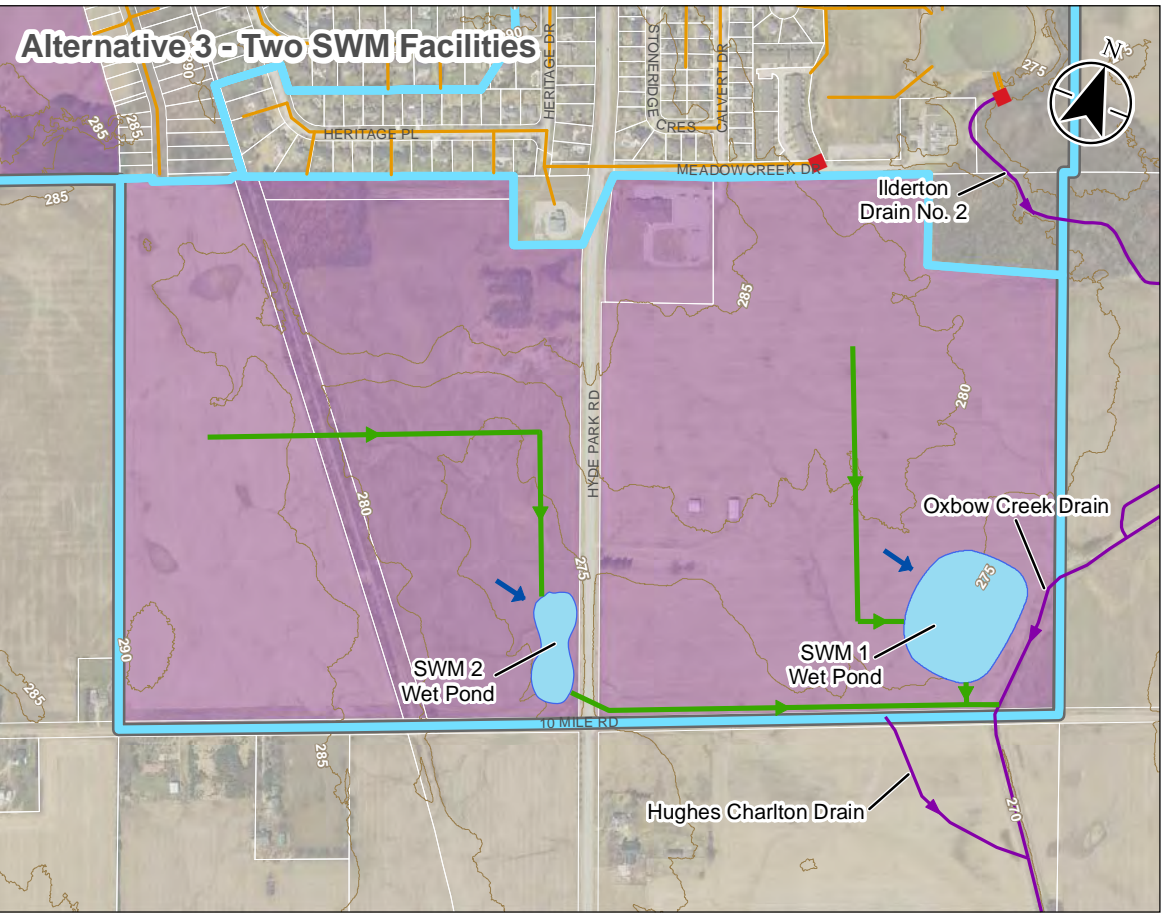 Alternative 3 - Two SWM Facilities
290
290
HERITAGE DR
STONERIDGE
CRES
CALVERT DR
275
N
285
285
HERITAGE PL
MEADOWCREEK DR
Ilderton
Drain No. 2
285
285
280
HYDE PARK RD
280
Oxbow Creek Drain
275
275
SWM 1
Wet Pond
SWM 2
Wet Pond
290
285
10 MILE RD
285
Hughes Charlton Drain
270